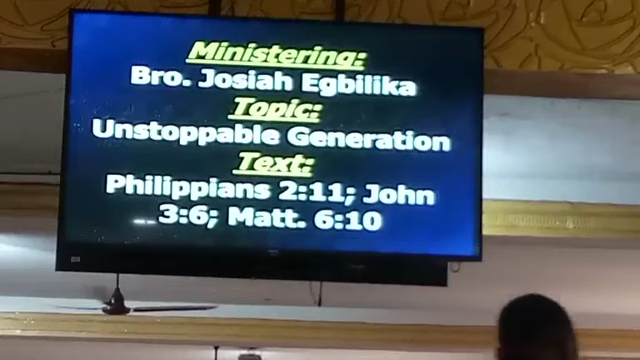 Ministering:
Bro. Josiah Egbilika
Topic:
Unstoppable Generation
Text:
Philippians 2:11; John
3:6; Matt. 6:10